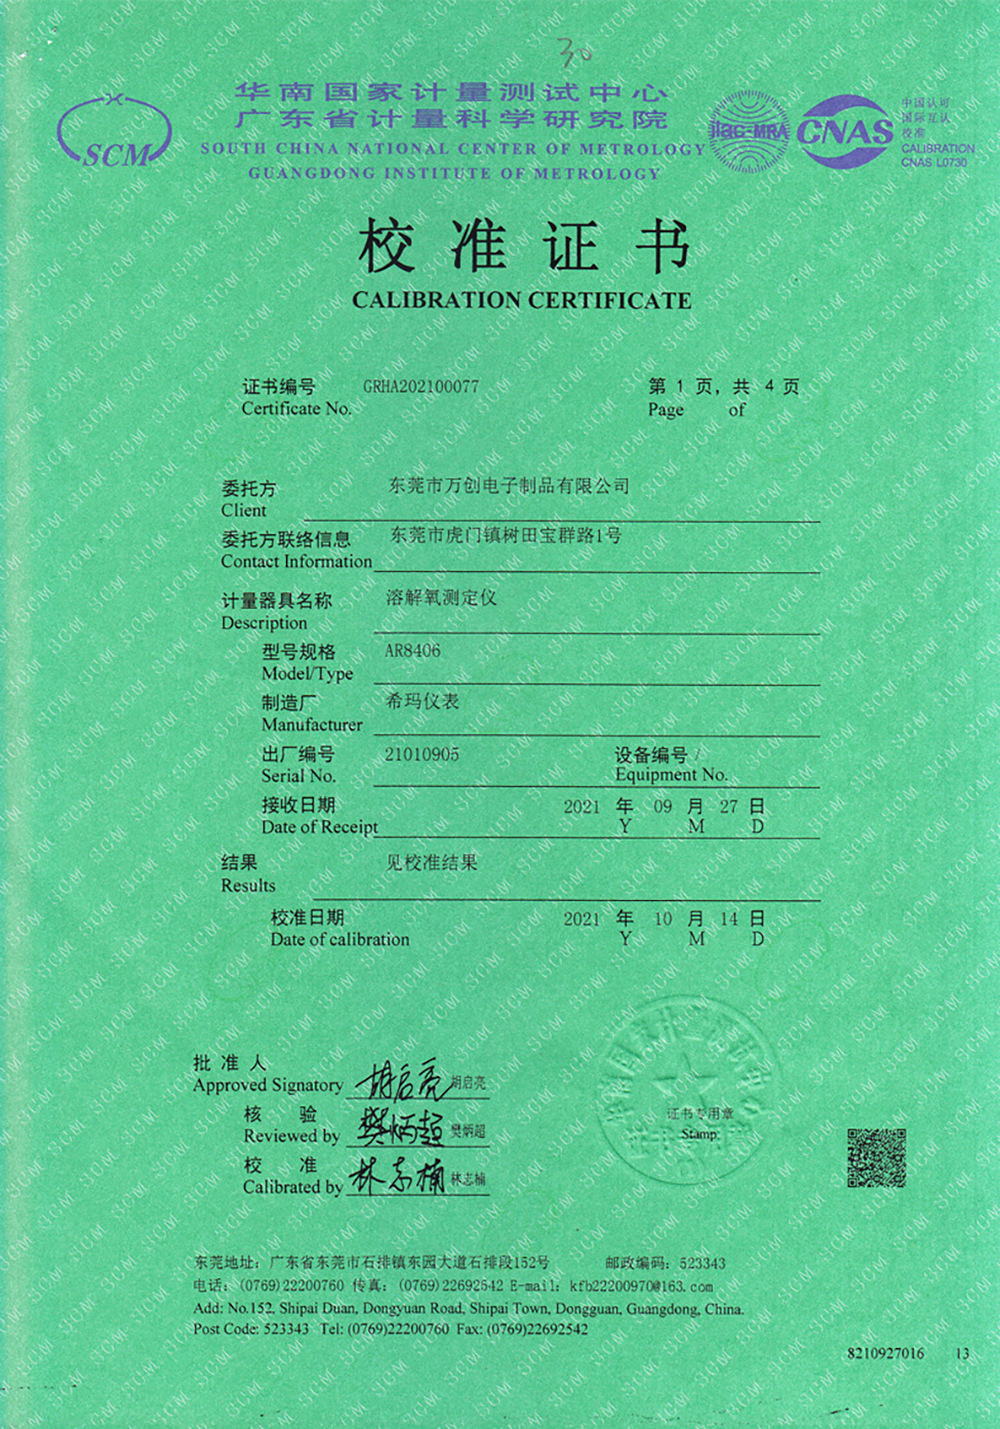 30
华南国家计量测试中心
广东省计量科学研究院
SOUTH CHINA NATIONAL CENTER OF METROLOGY
GUANGDONG INSTITUTE OF METROLOGY
SCM
ilac-MRA
CNAS
中国认可
国际互认
校准
CALIBRATION
CNAS L0730
校准证书
CALIBRATION CERTIFICATE
证书编号 GRHA202100077 第 1 页，共 4 页
Certificate No. Page of
委托方 东莞市万创电子制品有限公司
Client
委托方联络信息 东莞市虎门镇树田宝群路1号
Contact Information
计量器具名称 溶解氧测定仪
Description
型号规格 AR8406
Model/Type
制造厂 希玛仪表
Manufacturer
出厂编号 21010905 设备编号 /
Serial No. Equipment No.
接收日期 2021 年 09 月 27 日
Date of Receipt Y M D
结果 见校准结果
Results
校准日期 2021 年 10 月 14 日
Date of calibration Y M D
批准人 胡启亮 胡启亮
Approved Signatory
核验 樊炳超 樊炳超
Reviewed by
校准 林志楠 林志楠
Calibrated by
证书专用章
Stamp
东莞地址：广东省东莞市石排镇东园大道石排段152号 邮政编码：523343
电话：(0769)22200760 传真：(0769)22692542 E-mail: kfb22200970@163.com
Add: No.152, Shipai Duan, Dongyuan Road, Shipai Town, Dongguan, Guangdong, China.
Post Code: 523343 Tel: (0769)22200760 Fax: (0769)22692542
8210927016 13